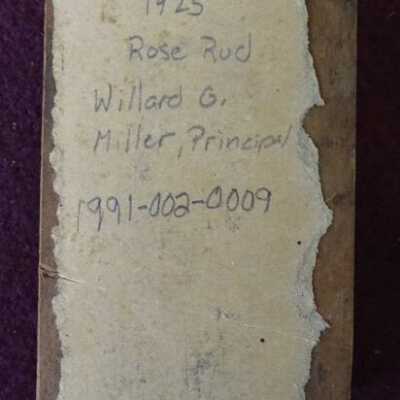 1925
Rose Rud
Willard G.
Miller, Principal
1991-002-0009